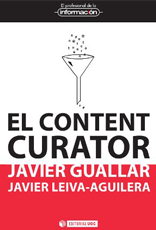 El profesional de la
información
EL CONTENT
CURATOR
JAVIER GUALLAR
JAVIER LEIVA-AGUILERA
EDITORIAL UOC